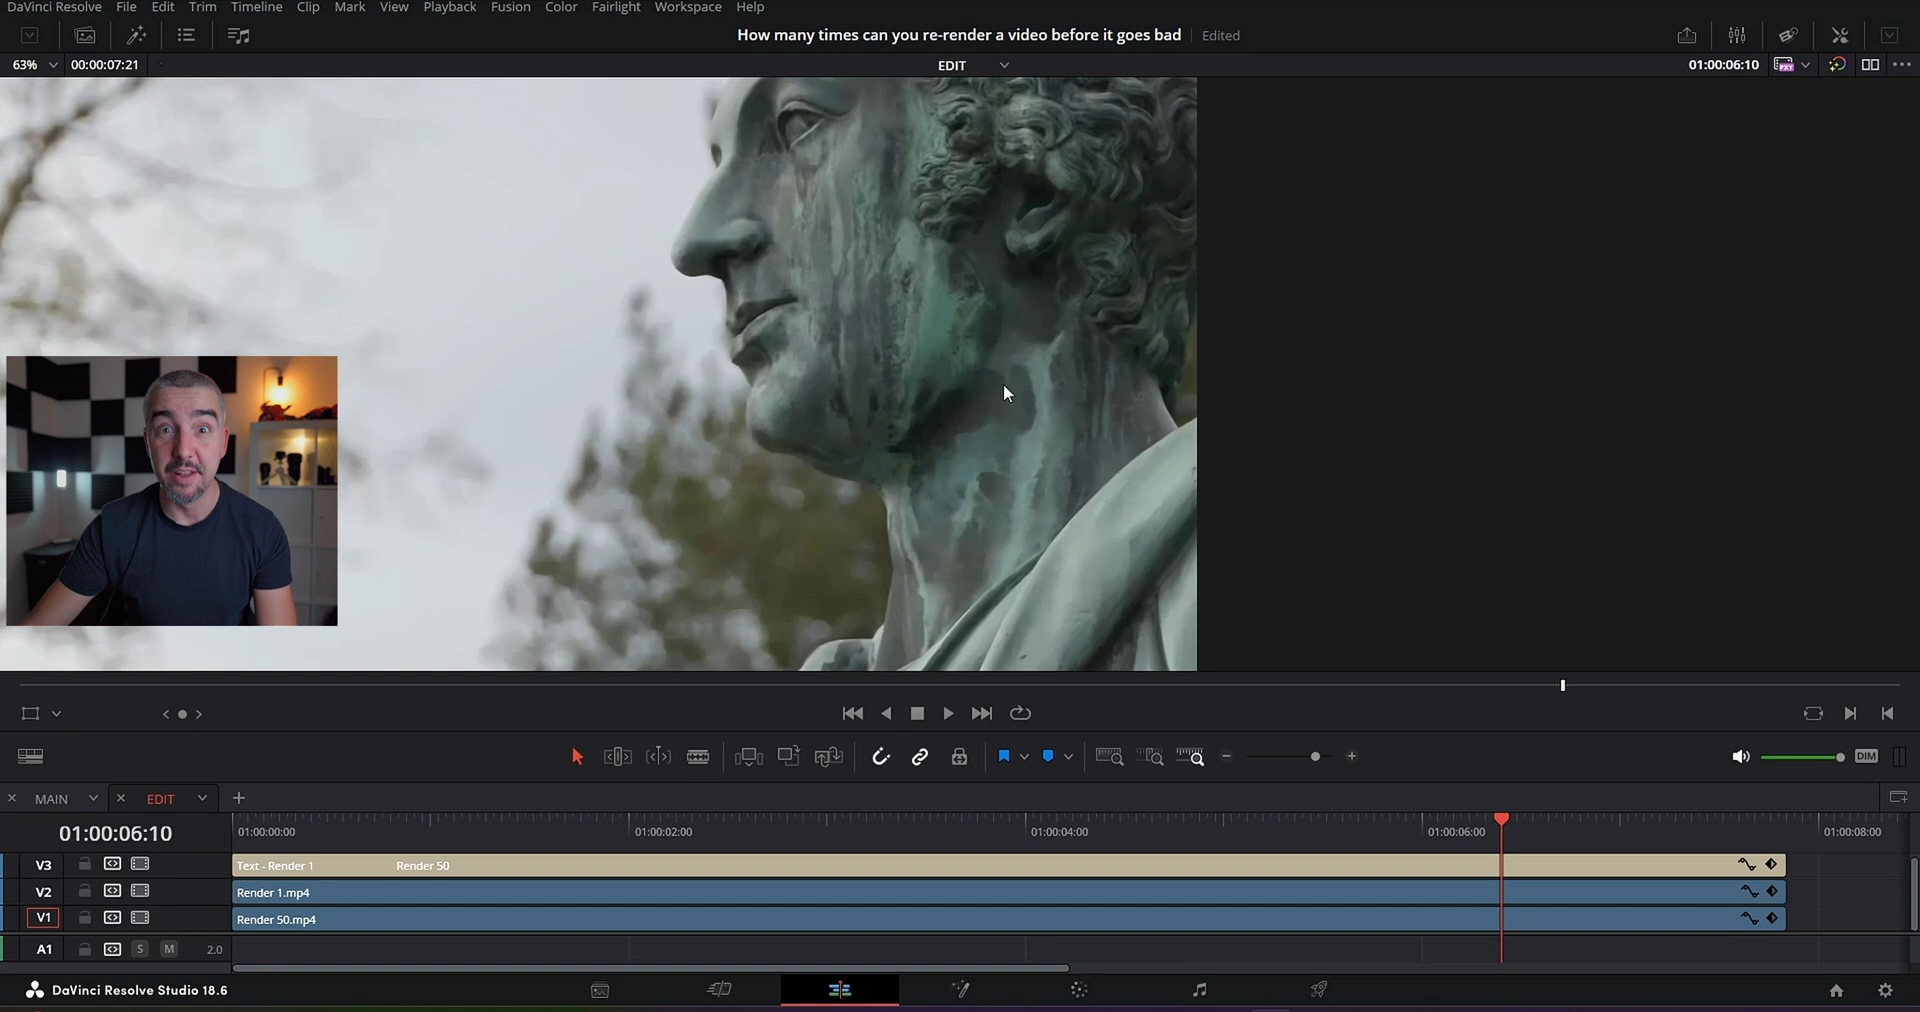 DaVinci Resolve File Edit Trim Timeline Clip Mark View Playback Fusion Color Fairlight Workspace Help
How many times can you re-render a video before it goes bad Edited
63% 00:00:07:21 EDIT 01:00:06:10 PXY
DIM
MAIN EDIT
01:00:06:10 01:00:00:00 01:00:02:00 01:00:04:00 01:00:06:00 01:00:08:00
V3 Text - Render 1 Render 50
V2 Render 1.mp4
V1 Render 50.mp4
A1 S M 2.0
DaVinci Resolve Studio 18.6